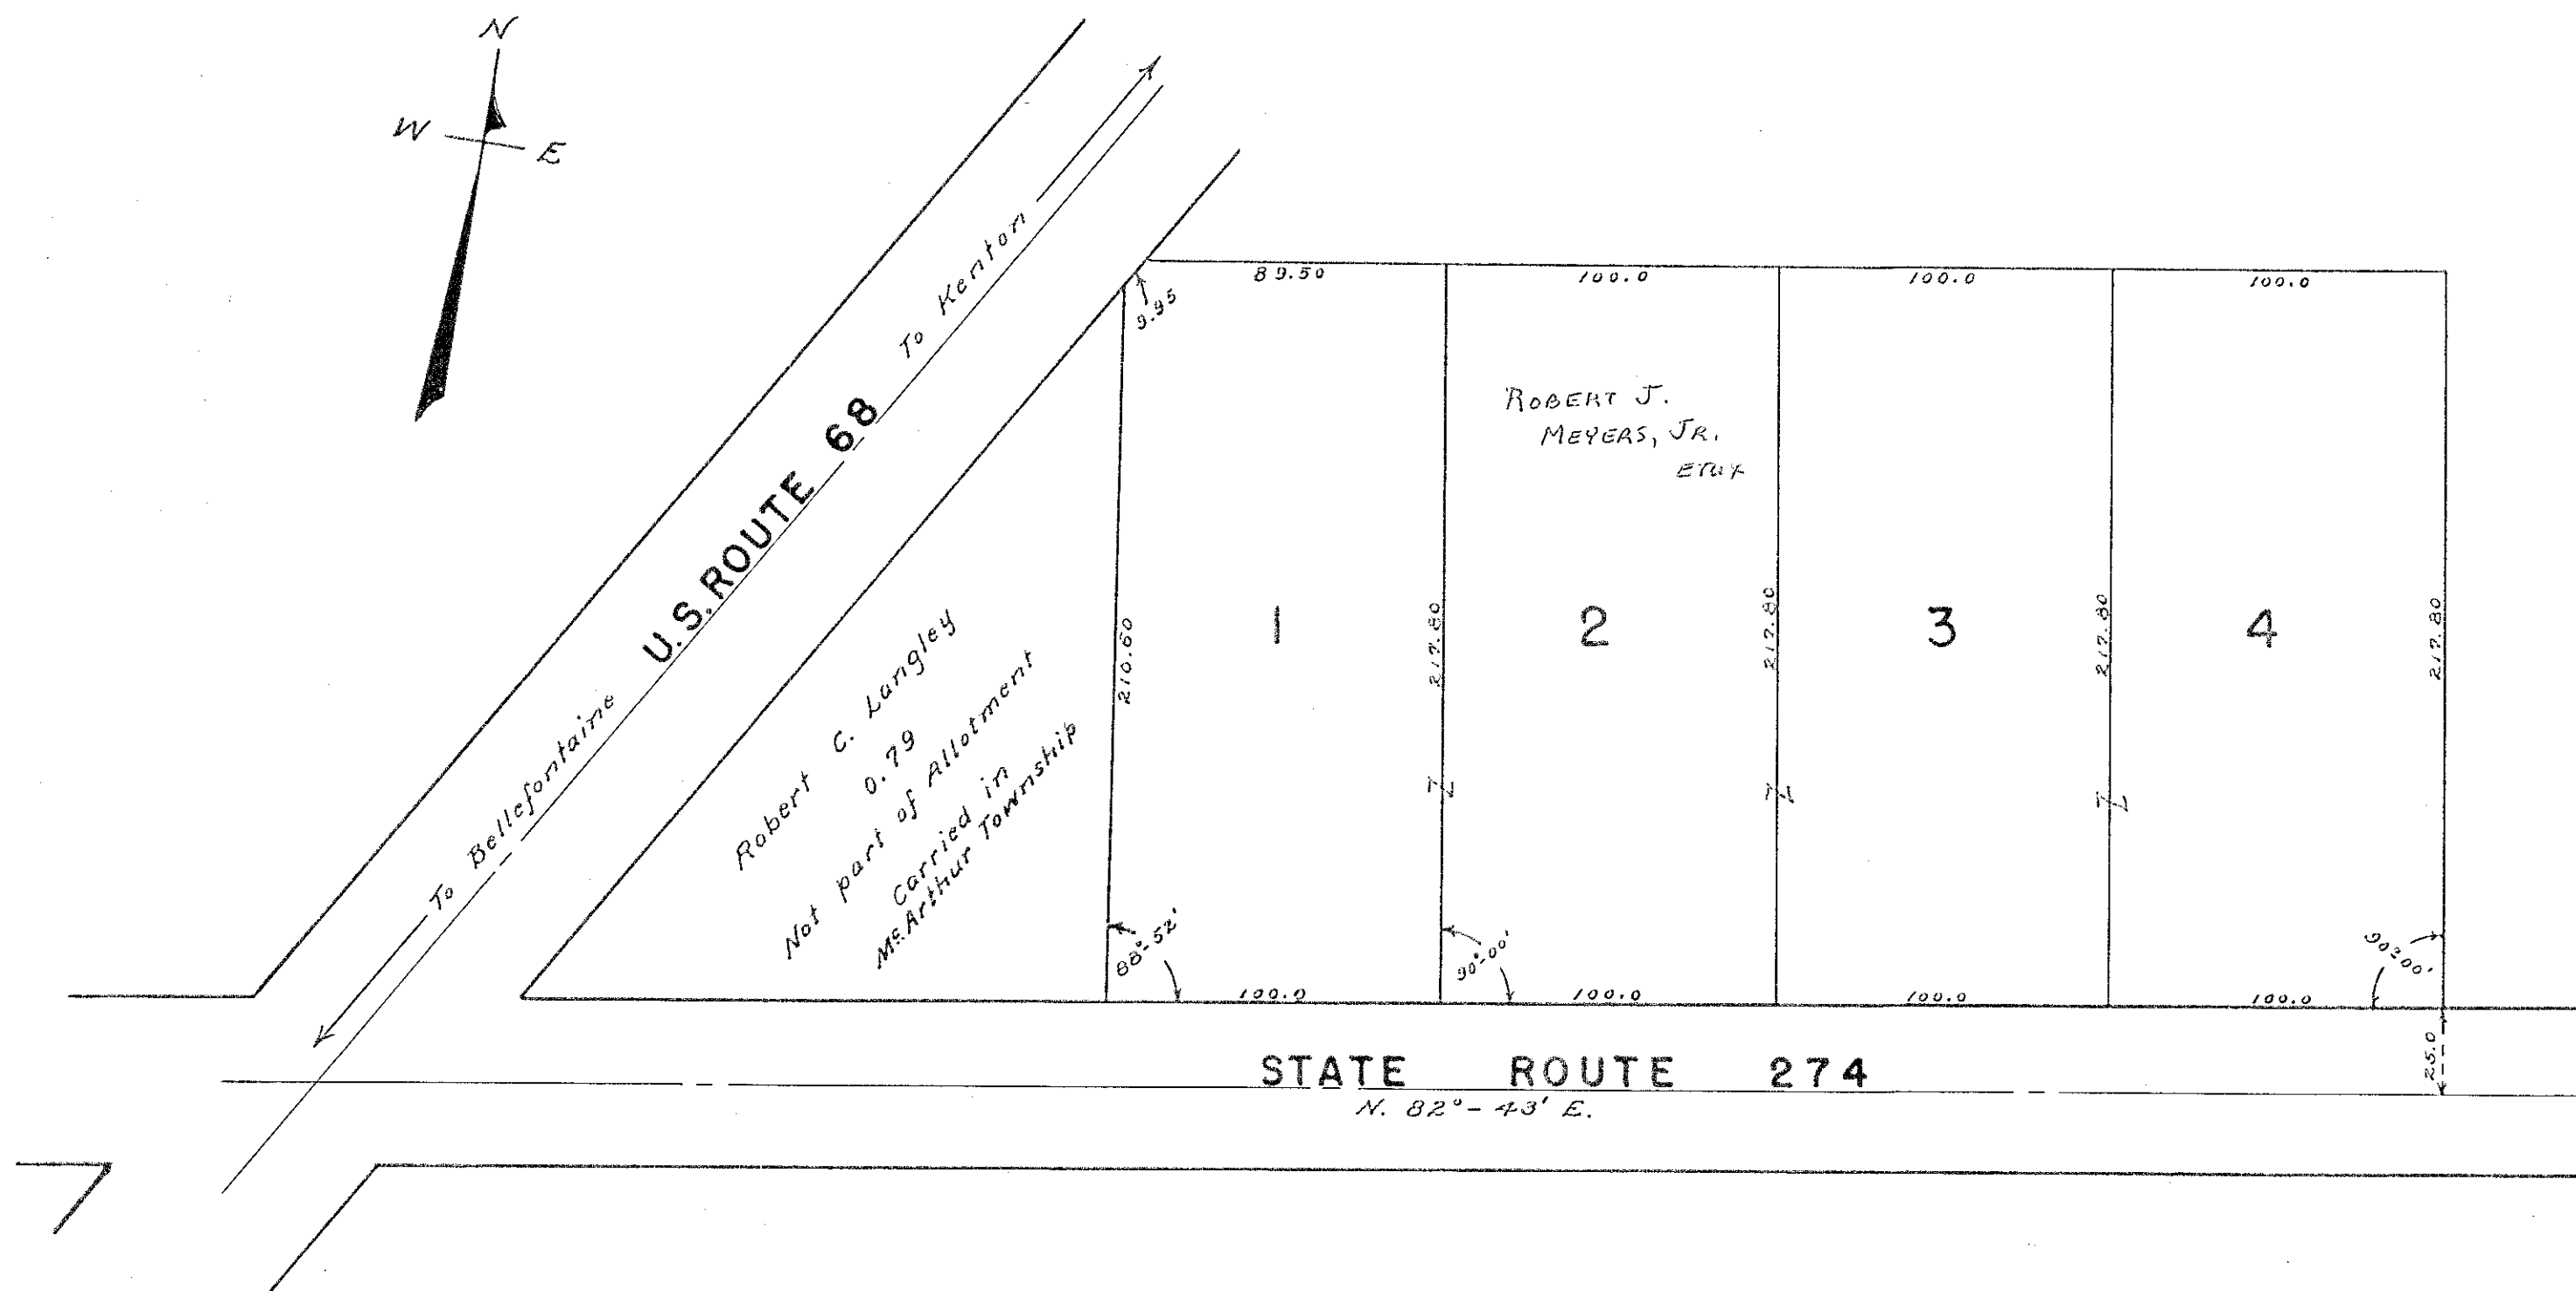 N
W E
To Kenton
U.S. ROUTE 68
To Bellefontaine
89.50
100.0
100.0
100.0
9.95
ROBERT J.
MEYERS, JR.
ETUX
1
2
3
4
210.60
217.80
217.80
217.80
217.80
Robert C. Langley
0.79
Not part of Allotment
Carried in
McArthur Township
Z
Z
Z
88°-52'
90°-00'
90°-00'
100.0
100.0
100.0
100.0
25.0
STATE ROUTE 274
N. 82°-43' E.